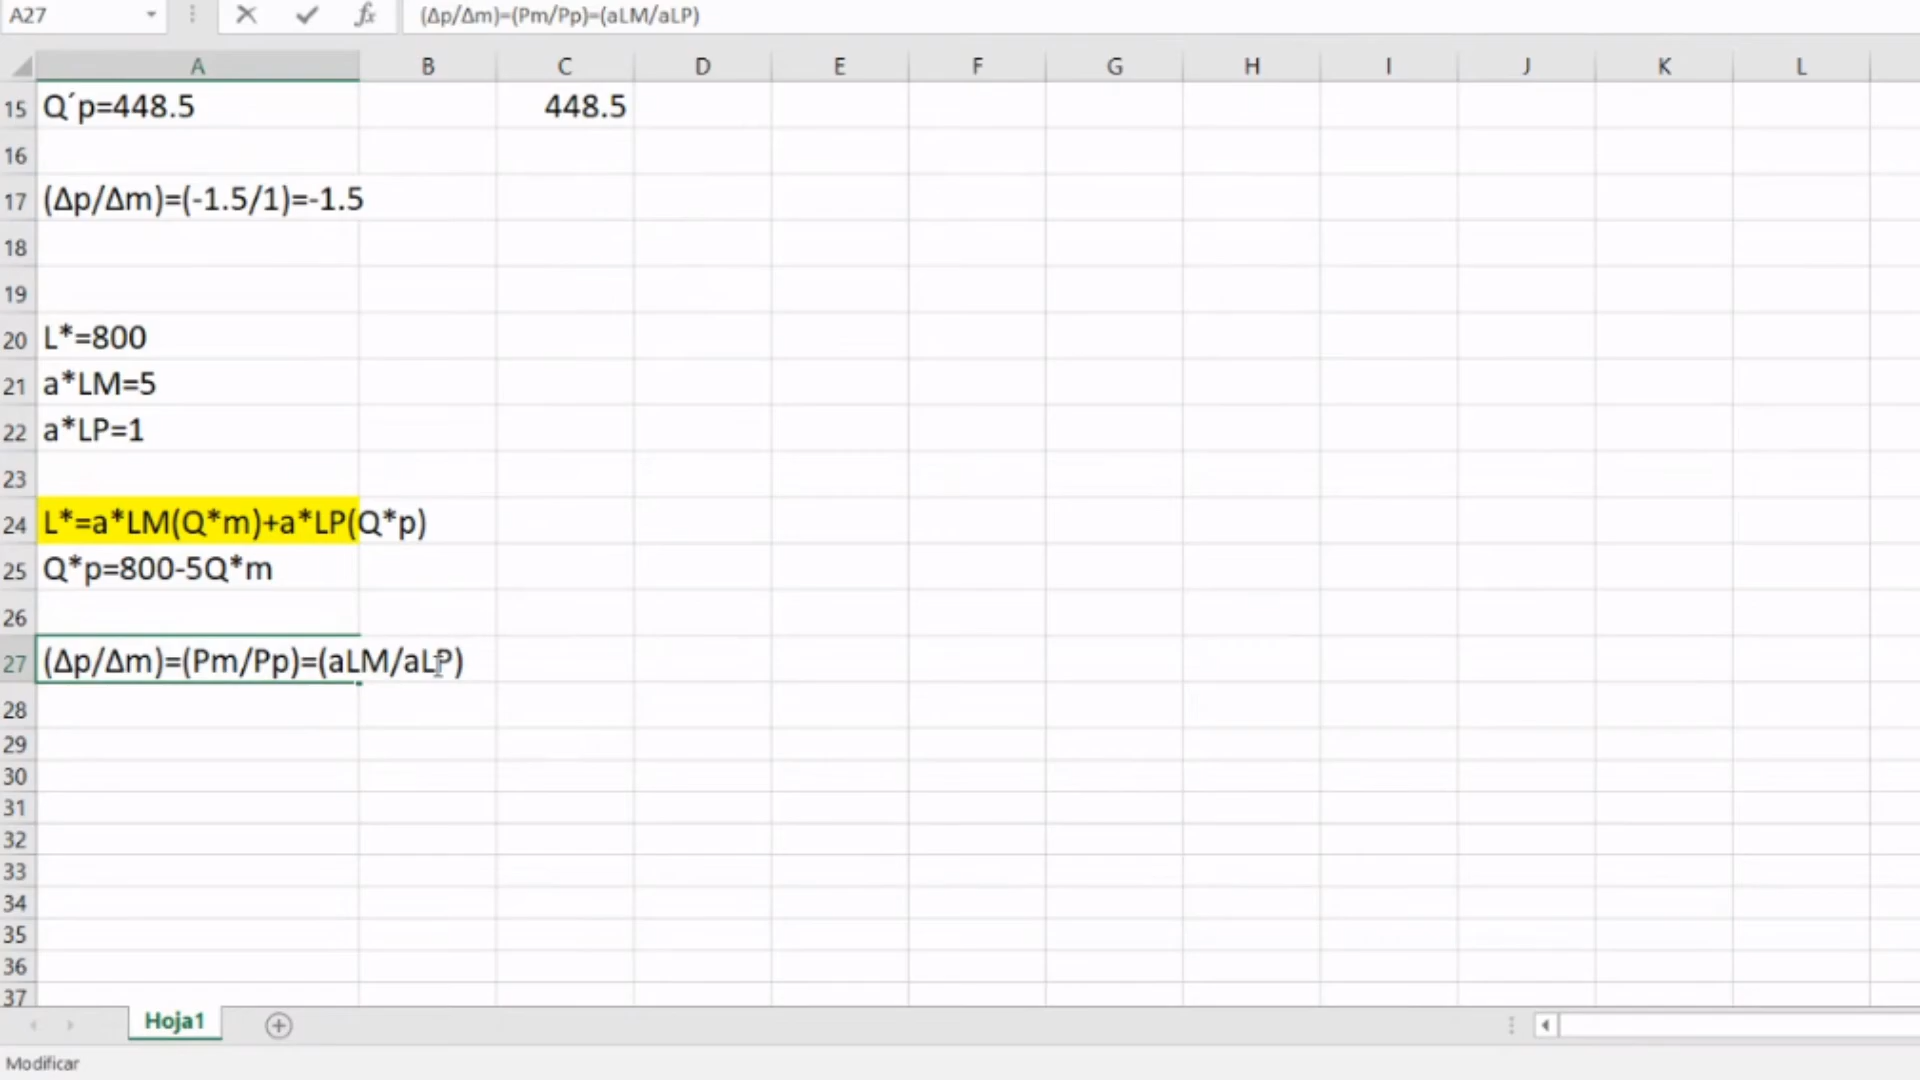 A27
fx
(Δp/Δm)=(Pm/Pp)=(aLM/aLP)
A B C D E F G H I J K L
15 Q´p=448.5 448.5
16
17 (Δp/Δm)=(-1.5/1)=-1.5
18
19
20 L*=800
21 a*LM=5
22 a*LP=1
23
24 L*=a*LM(Q*m)+a*LP(Q*p)
25 Q*p=800-5Q*m
26
27 (Δp/Δm)=(Pm/Pp)=(aLM/aLP)
28
29
30
31
32
33
34
35
36
37
Hoja1
Modificar